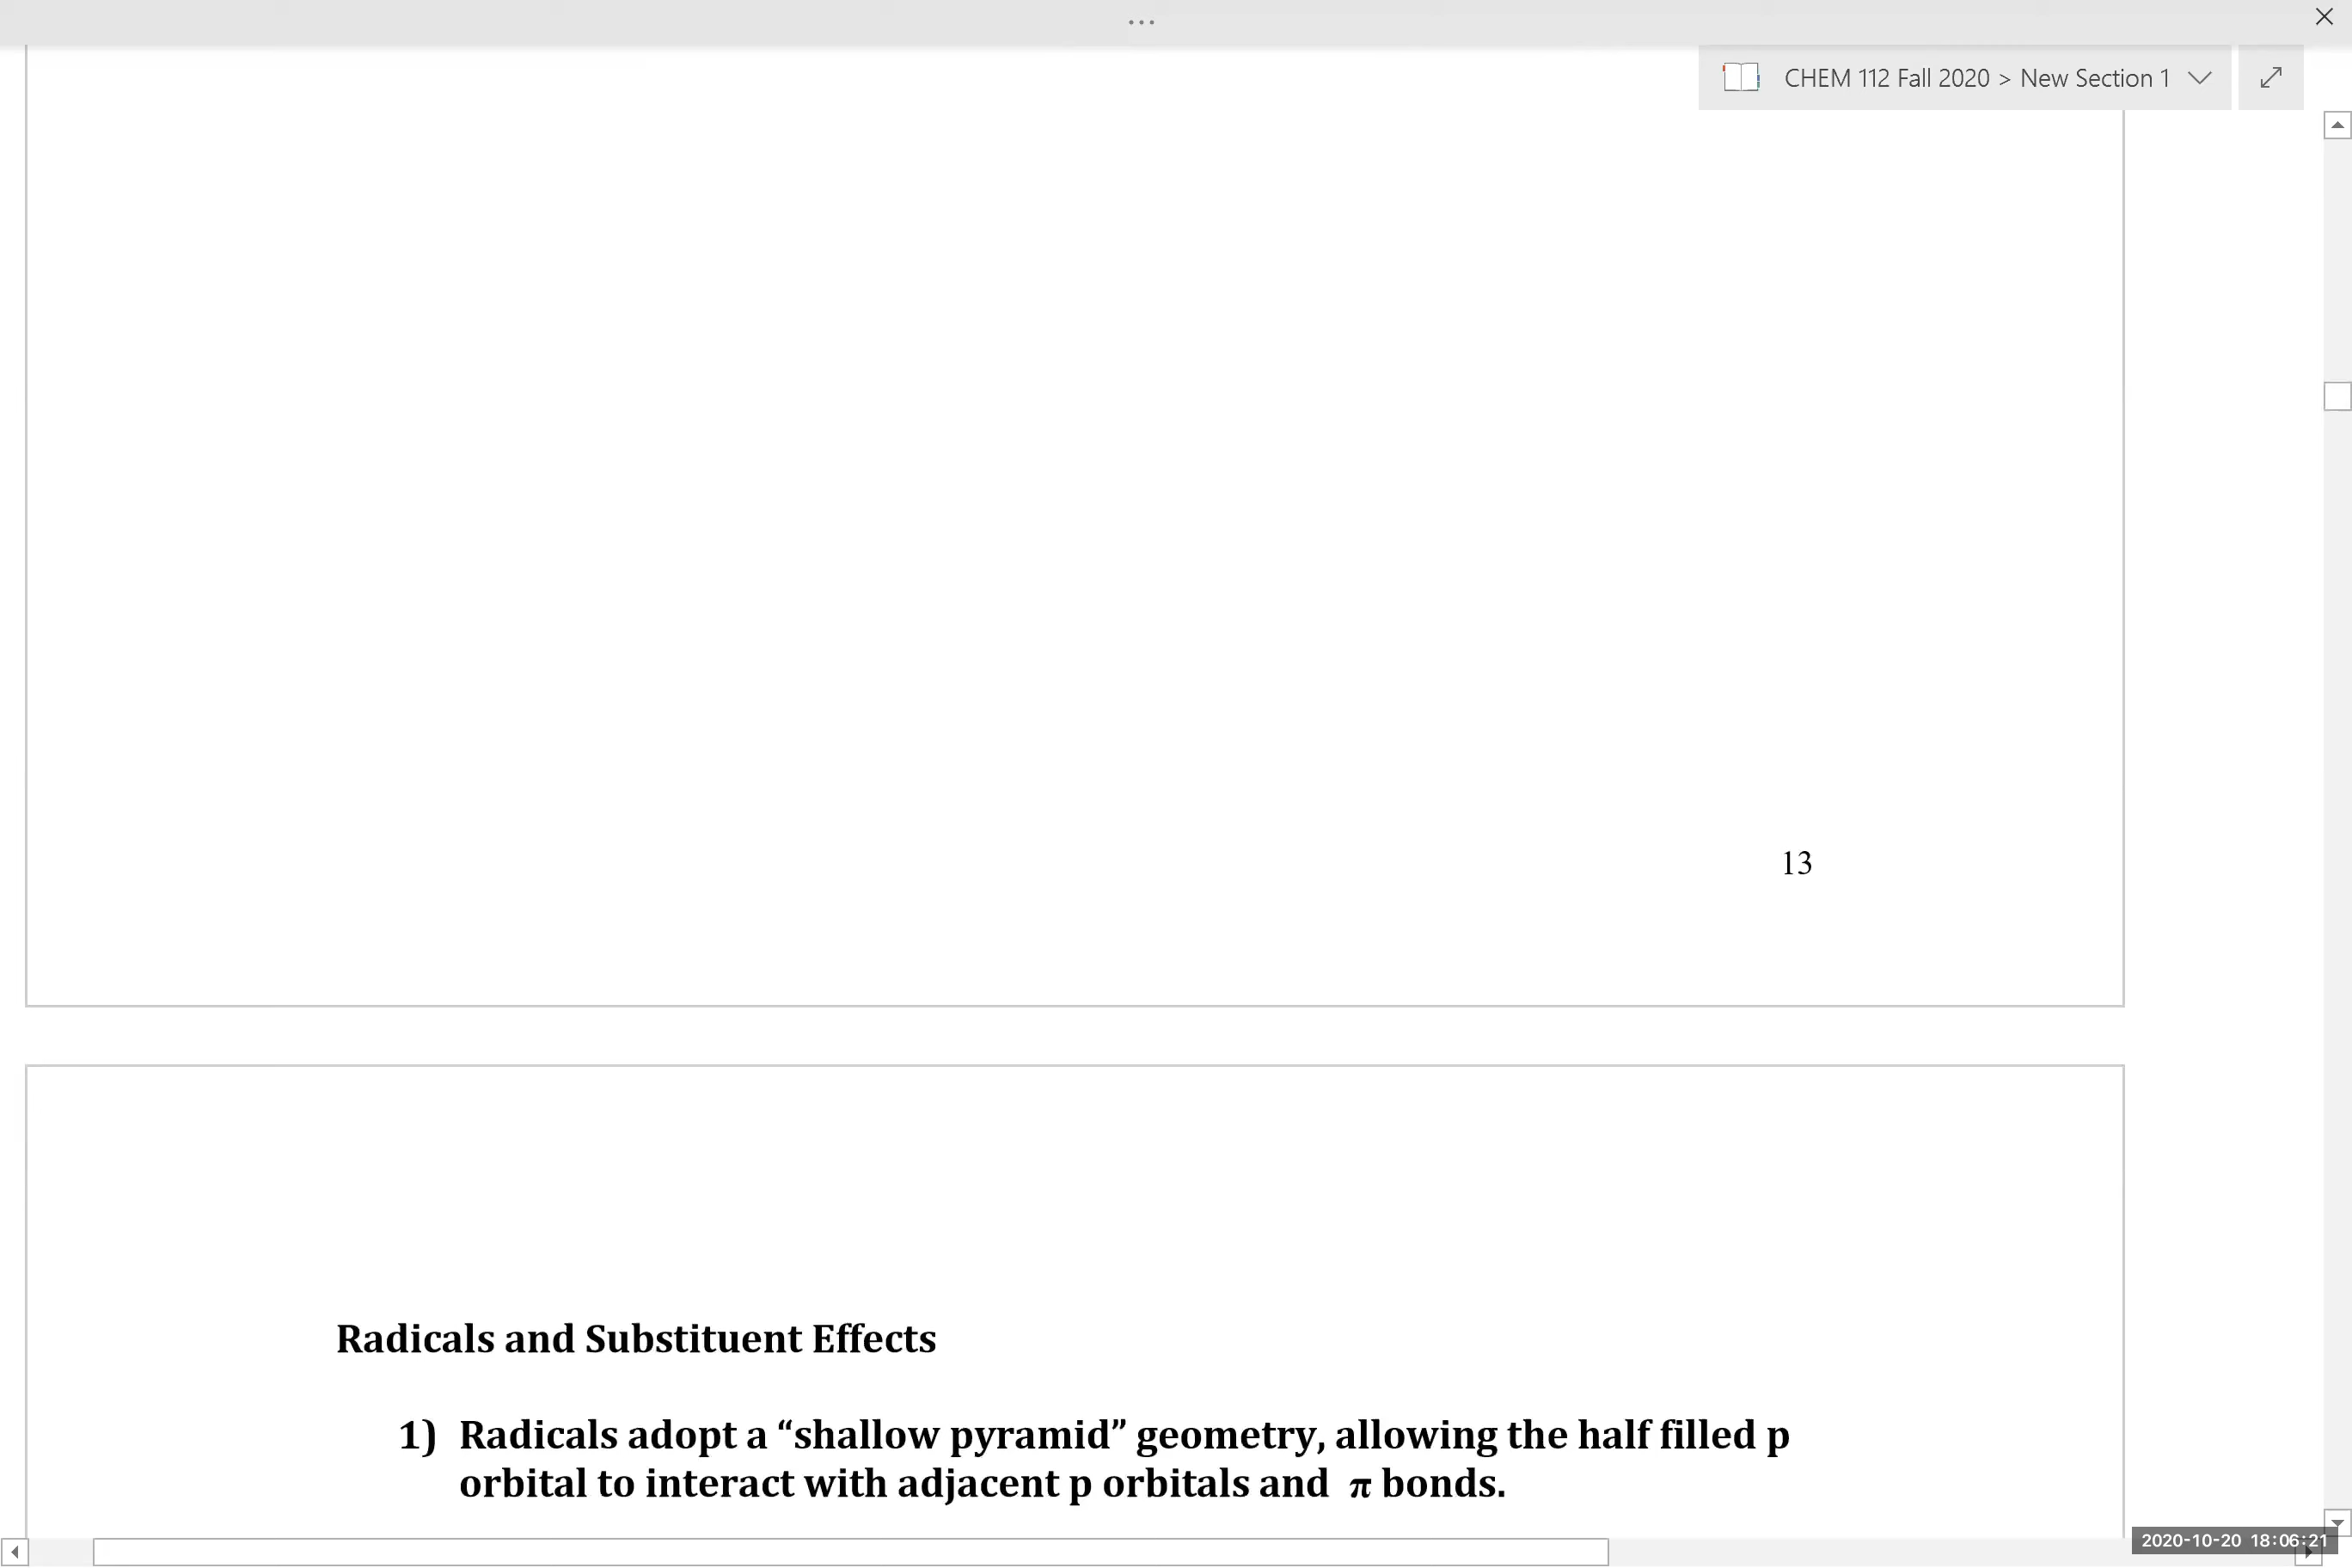 ...
CHEM 112 Fall 2020 > New Section 1
13
Radicals and Substituent Effects
1) Radicals adopt a “shallow pyramid” geometry, allowing the half filled p
orbital to interact with adjacent p orbitals and π bonds.
2020-10-20 18:06:21